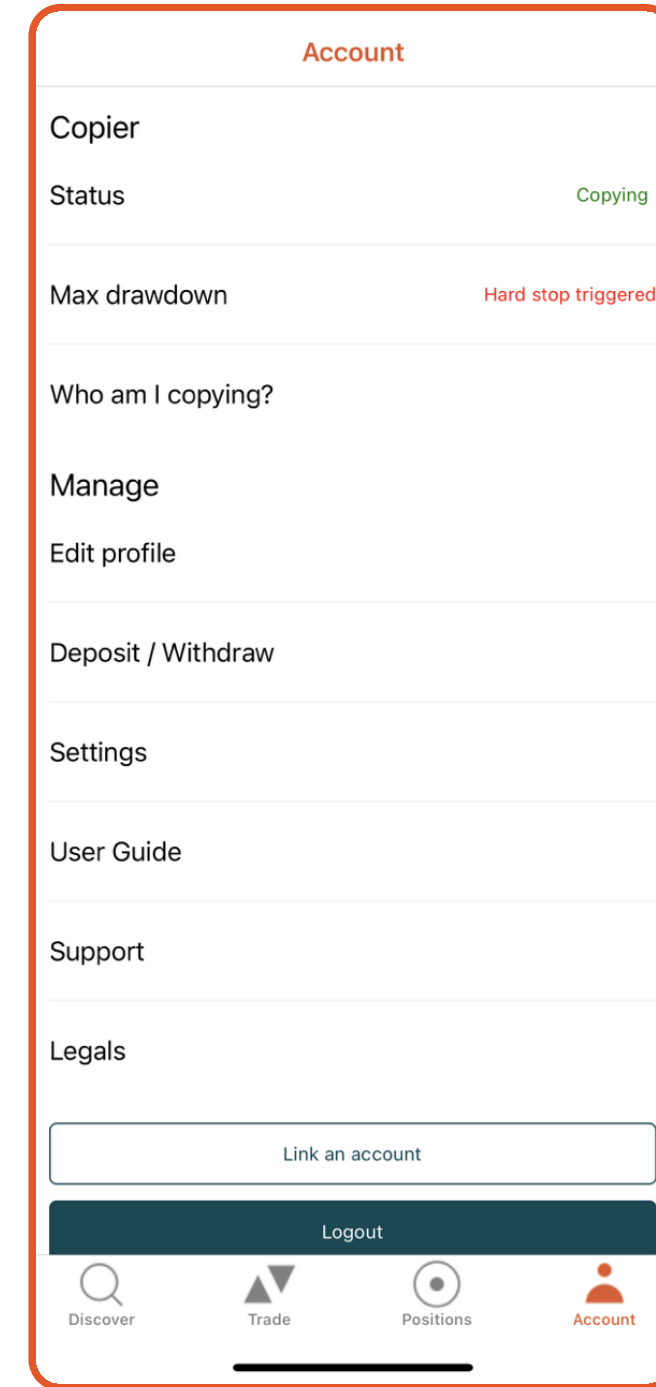 Account
Copier
Status Copying
Max drawdown Hard stop triggered
Who am I copying?
Manage
Edit profile
Deposit / Withdraw
Settings
User Guide
Support
Legals
Link an account
Logout
Discover Trade Positions Account